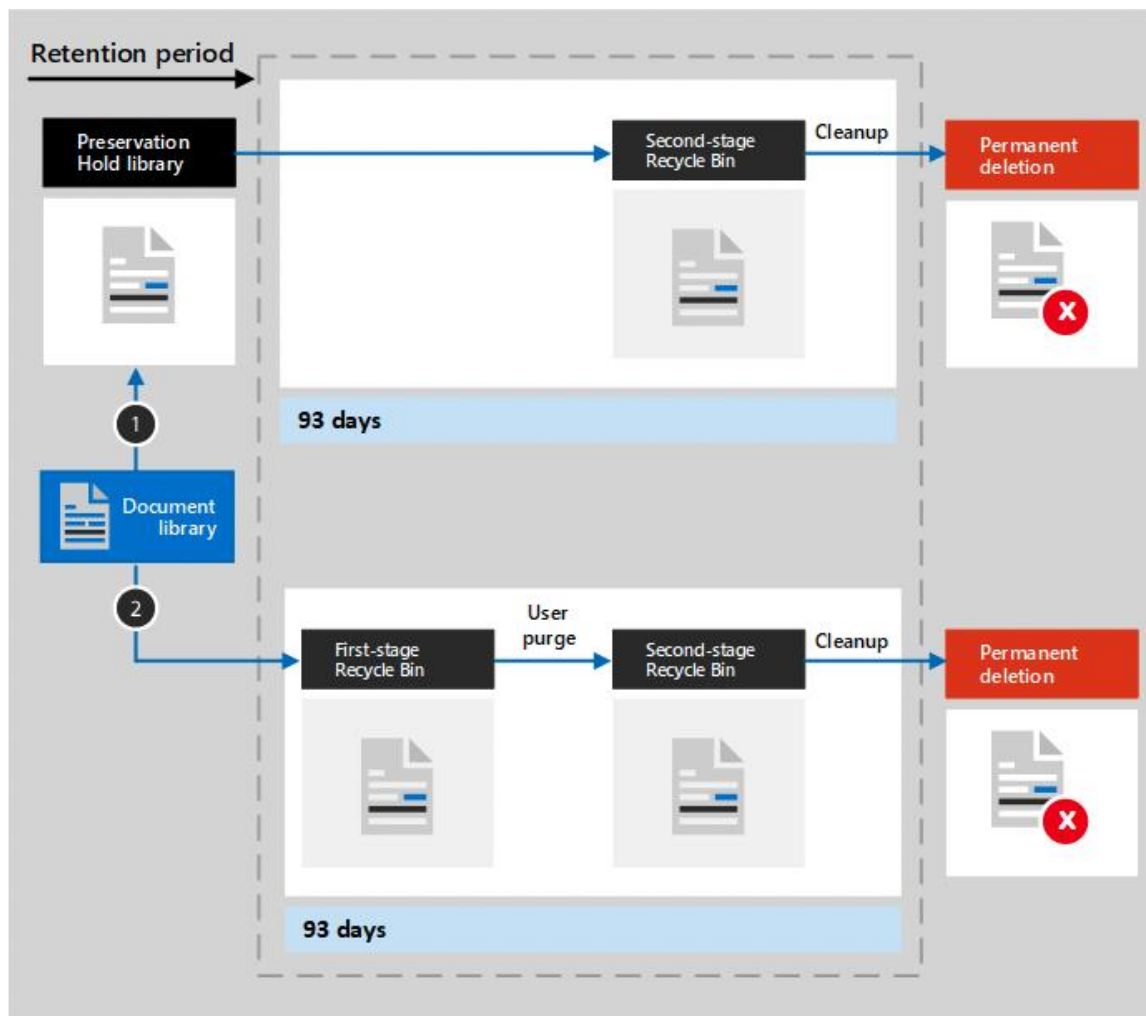 Retention period
Preservation
Hold library
Second-stage
Recycle Bin
Cleanup
Permanent
deletion
X
93 days
1
Document
library
2
First-stage
Recycle Bin
User
purge
Second-stage
Recycle Bin
Cleanup
Permanent
deletion
X
93 days